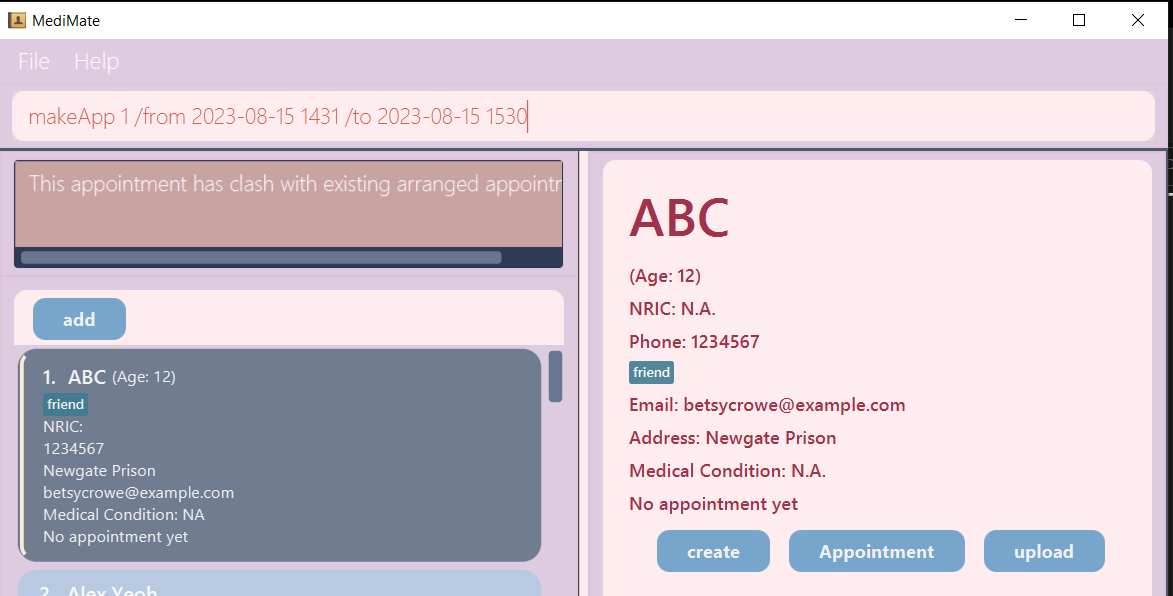 MediMate
File Help
makeApp 1 /from 2023-08-15 1431 /to 2023-08-15 1530
This appointment has clash with existing arranged
add
1. ABC (Age: 12)
friend
NRIC:
1234567
Newgate Prison
betsycrowe@example.com
Medical Condition: NA
No appointment yet
2. Alex Yeoh
ABC
(Age: 12)
NRIC: N.A.
Phone: 1234567
friend
Email: betsycrowe@example.com
Address: Newgate Prison
Medical Condition: N.A.
No appointment yet
create Appointment upload